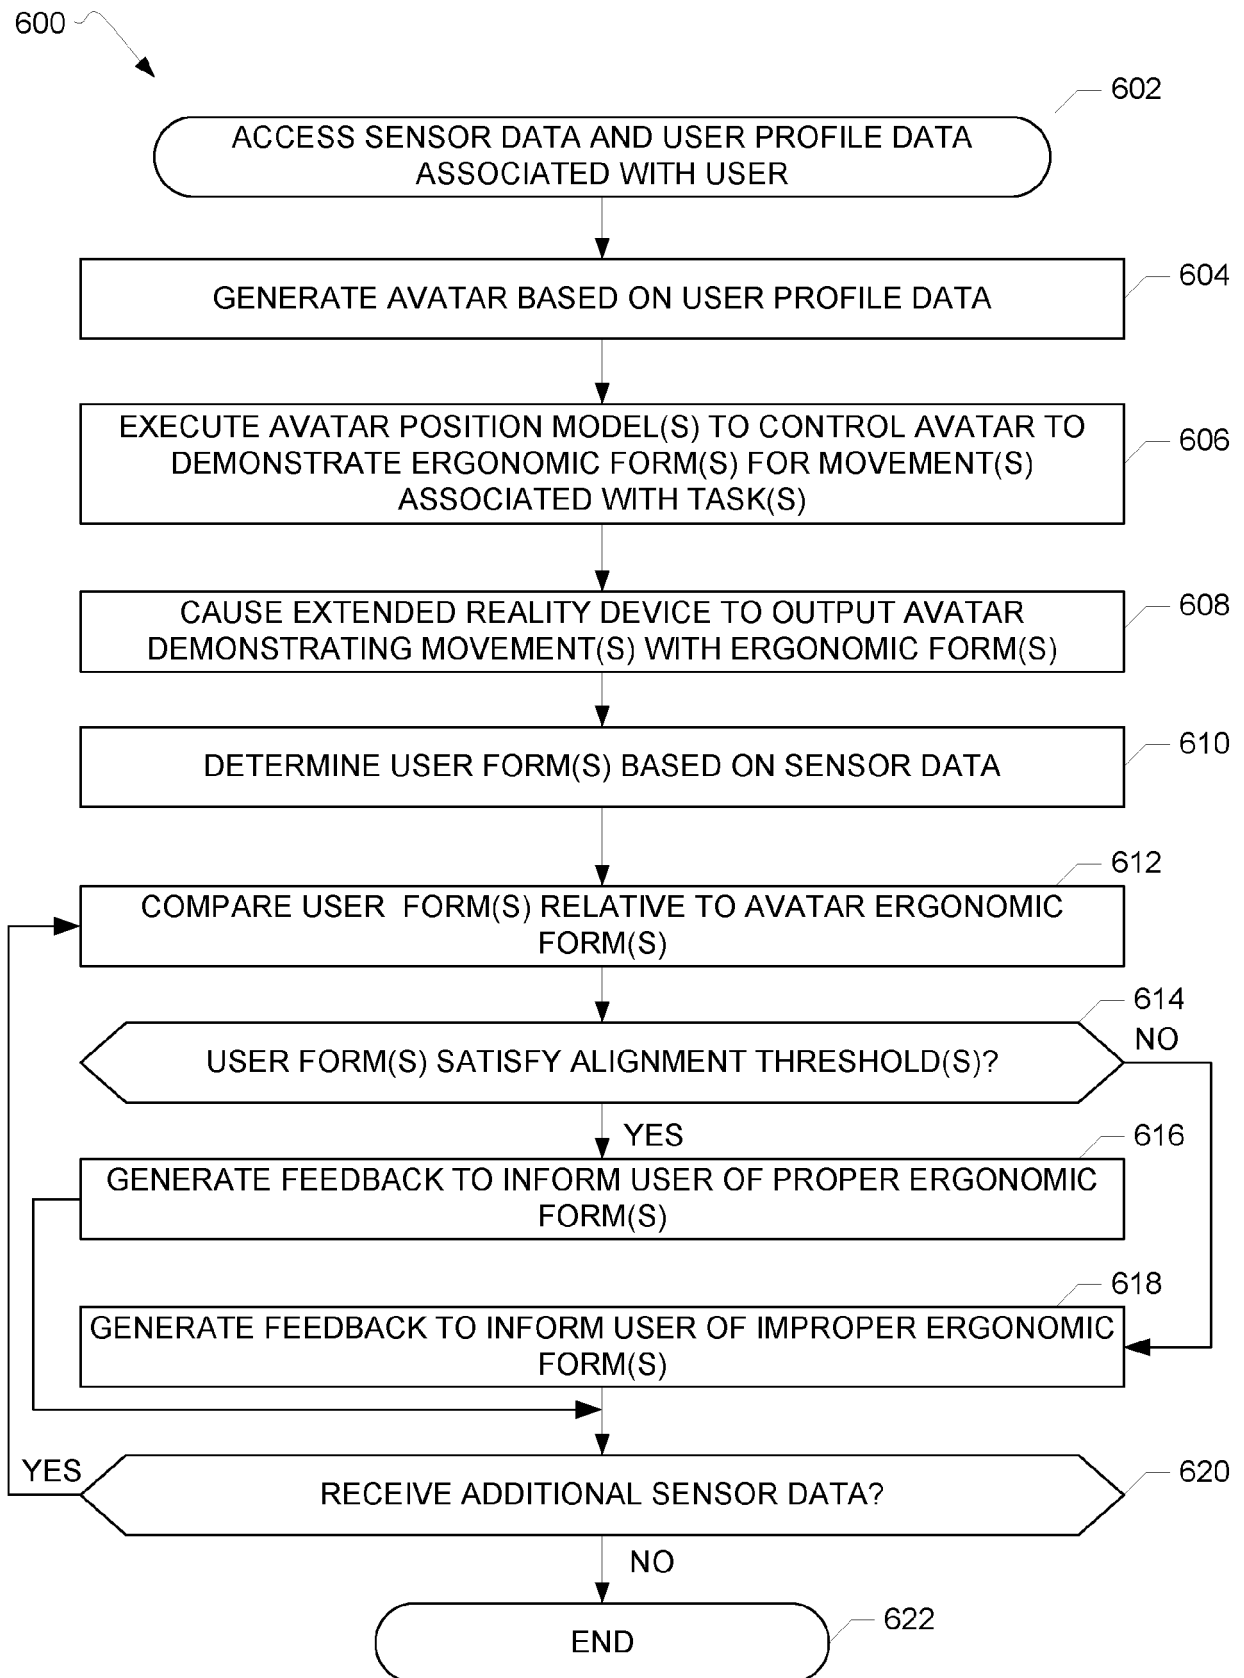 600
602
ACCESS SENSOR DATA AND USER PROFILE DATA
ASSOCIATED WITH USER
604
GENERATE AVATAR BASED ON USER PROFILE DATA
EXECUTE AVATAR POSITION MODEL(S) TO CONTROL AVATAR TO
DEMONSTRATE ERGONOMIC FORM(S) FOR MOVEMENT(S)
ASSOCIATED WITH TASK(S)
606
CAUSE EXTENDED REALITY DEVICE TO OUTPUT AVATAR
DEMONSTRATING MOVEMENT(S) WITH ERGONOMIC FORM(S)
608
DETERMINE USER FORM(S) BASED ON SENSOR DATA
610
612
COMPARE USER FORM(S) RELATIVE TO AVATAR ERGONOMIC
FORM(S)
614
USER FORM(S) SATISFY ALIGNMENT THRESHOLD(S)?
NO
YES
616
GENERATE FEEDBACK TO INFORM USER OF PROPER ERGONOMIC
FORM(S)
618
GENERATE FEEDBACK TO INFORM USER OF IMPROPER ERGONOMIC
FORM(S)
YES
RECEIVE ADDITIONAL SENSOR DATA?
620
NO
END
622